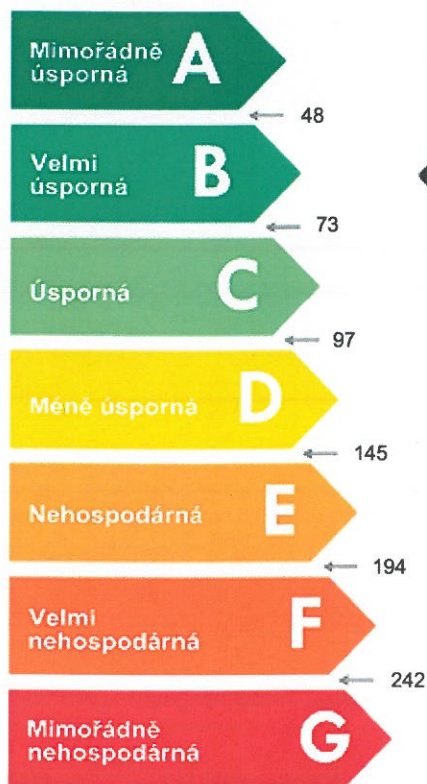 Mimořádně
úsporná
A
48
Velmi
úsporná
B
73
Úsporná
C
97
Méně úsporná
D
145
Nehospodárná
E
194
Velmi
nehospodárná
F
242
Mimořádně
nehospodárná
G